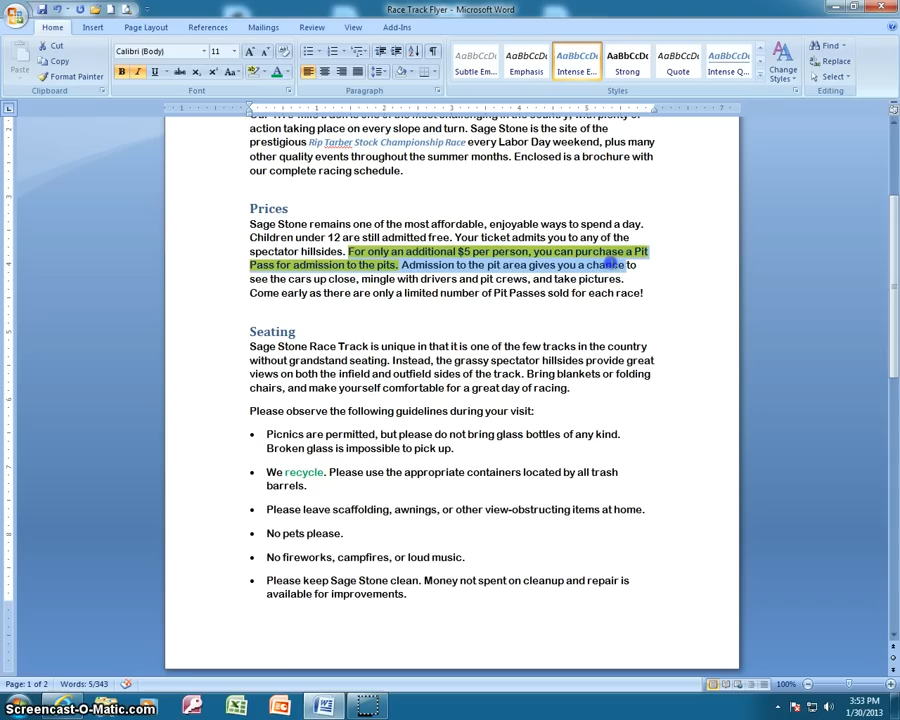 Race Track Flyer - Microsoft Word
Home Insert Page Layout References Mailings Review View Add-Ins
Paste
Cut
Copy
Format Painter
Clipboard
Calibri (Body) 11
Font
Paragraph
AaBbCcDc AaBbCcDc AaBbCcDc AaBbCcDc AaBbCcDc AaBbCcDc
Subtle Em... Emphasis Intense E... Strong Quote Intense Q...
Change Styles
Styles
Find
Replace
Select
Editing
action taking place on every slope and turn. Sage Stone is the site of the
prestigious Rip Tarber Stock Championship Race every Labor Day weekend, plus many
other quality events throughout the summer months. Enclosed is a brochure with
our complete racing schedule.
Prices
Sage Stone remains one of the most affordable, enjoyable ways to spend a day.
Children under 12 are still admitted free. Your ticket admits you to any of the
spectator hillsides. For only an additional $5 per person, you can purchase a Pit
Pass for admission to the pits. Admission to the pit area gives you a chance to
see the cars up close, mingle with drivers and pit crews, and take pictures.
Come early as there are only a limited number of Pit Passes sold for each race!
Seating
Sage Stone Race Track is unique in that it is one of the few tracks in the country
without grandstand seating. Instead, the grassy spectator hillsides provide great
views on both the infield and outfield sides of the track. Bring blankets or folding
chairs, and make yourself comfortable for a great day of racing.
Please observe the following guidelines during your visit:
• Picnics are permitted, but please do not bring glass bottles of any kind.
Broken glass is impossible to pick up.
• We recycle. Please use the appropriate containers located by all trash
barrels.
• Please leave scaffolding, awnings, or other view-obstructing items at home.
• No pets please.
• No fireworks, campfires, or loud music.
• Please keep Sage Stone clean. Money not spent on cleanup and repair is
available for improvements.
Page: 1 of 2 Words: 5/343 100%
Screencast-O-Matic.com
3:53 PM
1/30/2013